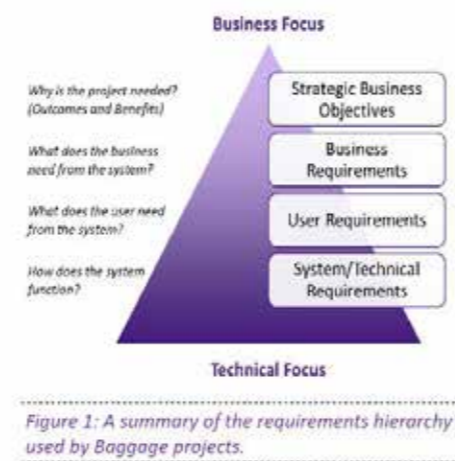 Business Focus
Why is the project needed?
(Outcomes and Benefits)
Strategic Business
Objectives
What does the business
need from the system?
Business
Requirements
What does the user need
from the system?
User Requirements
How does the system
function?
System/Technical
Requirements
Technical Focus
Figure 1: A summary of the requirements hierarchy
used by Baggage projects.